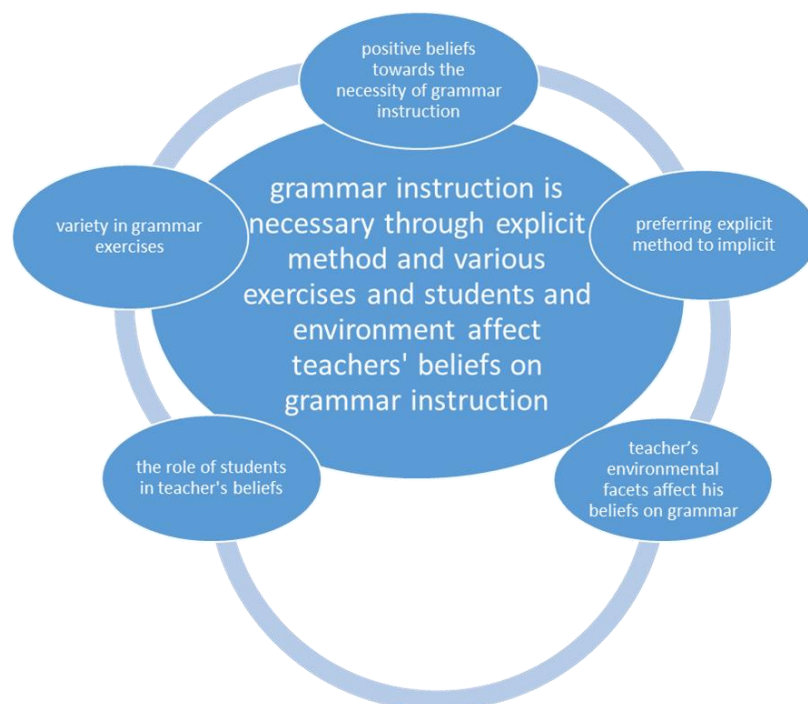 positive beliefs
towards the
necessity of grammar
instruction
variety in grammar
exercises
grammar instruction is
necessary through explicit
method and various
exercises and students and
environment affect
teachers' beliefs on
grammar instruction
preferring explicit
method to implicit
the role of students
in teacher's beliefs
teacher’s
environmental
facets affect his
beliefs on grammar